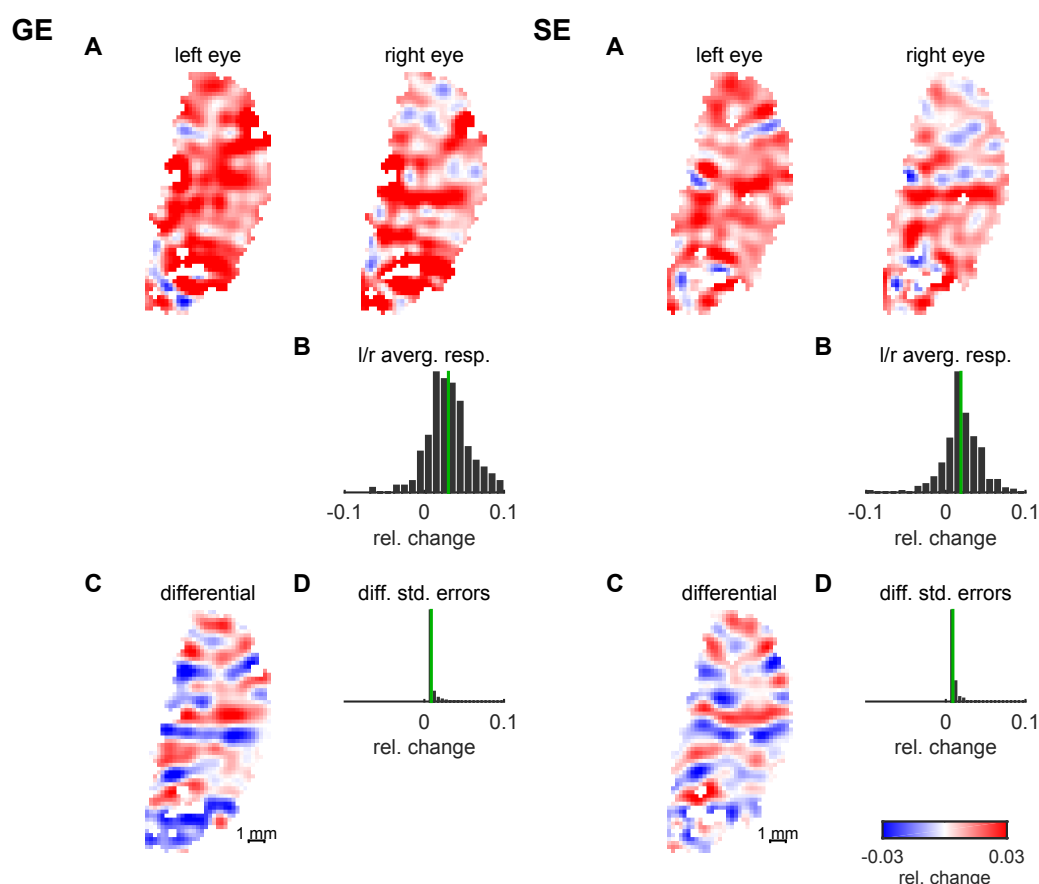 GE
A
left eye
right eye
B
l/r averg. resp.
-0.1
0
0.1
rel. change
C
differential
1 mm
D
diff. std. errors
0
0.1
rel. change
SE
A
left eye
right eye
B
l/r averg. resp.
-0.1
0
0.1
rel. change
C
differential
1 mm
D
diff. std. errors
0
0.1
rel. change
-0.03
0.03
rel. change